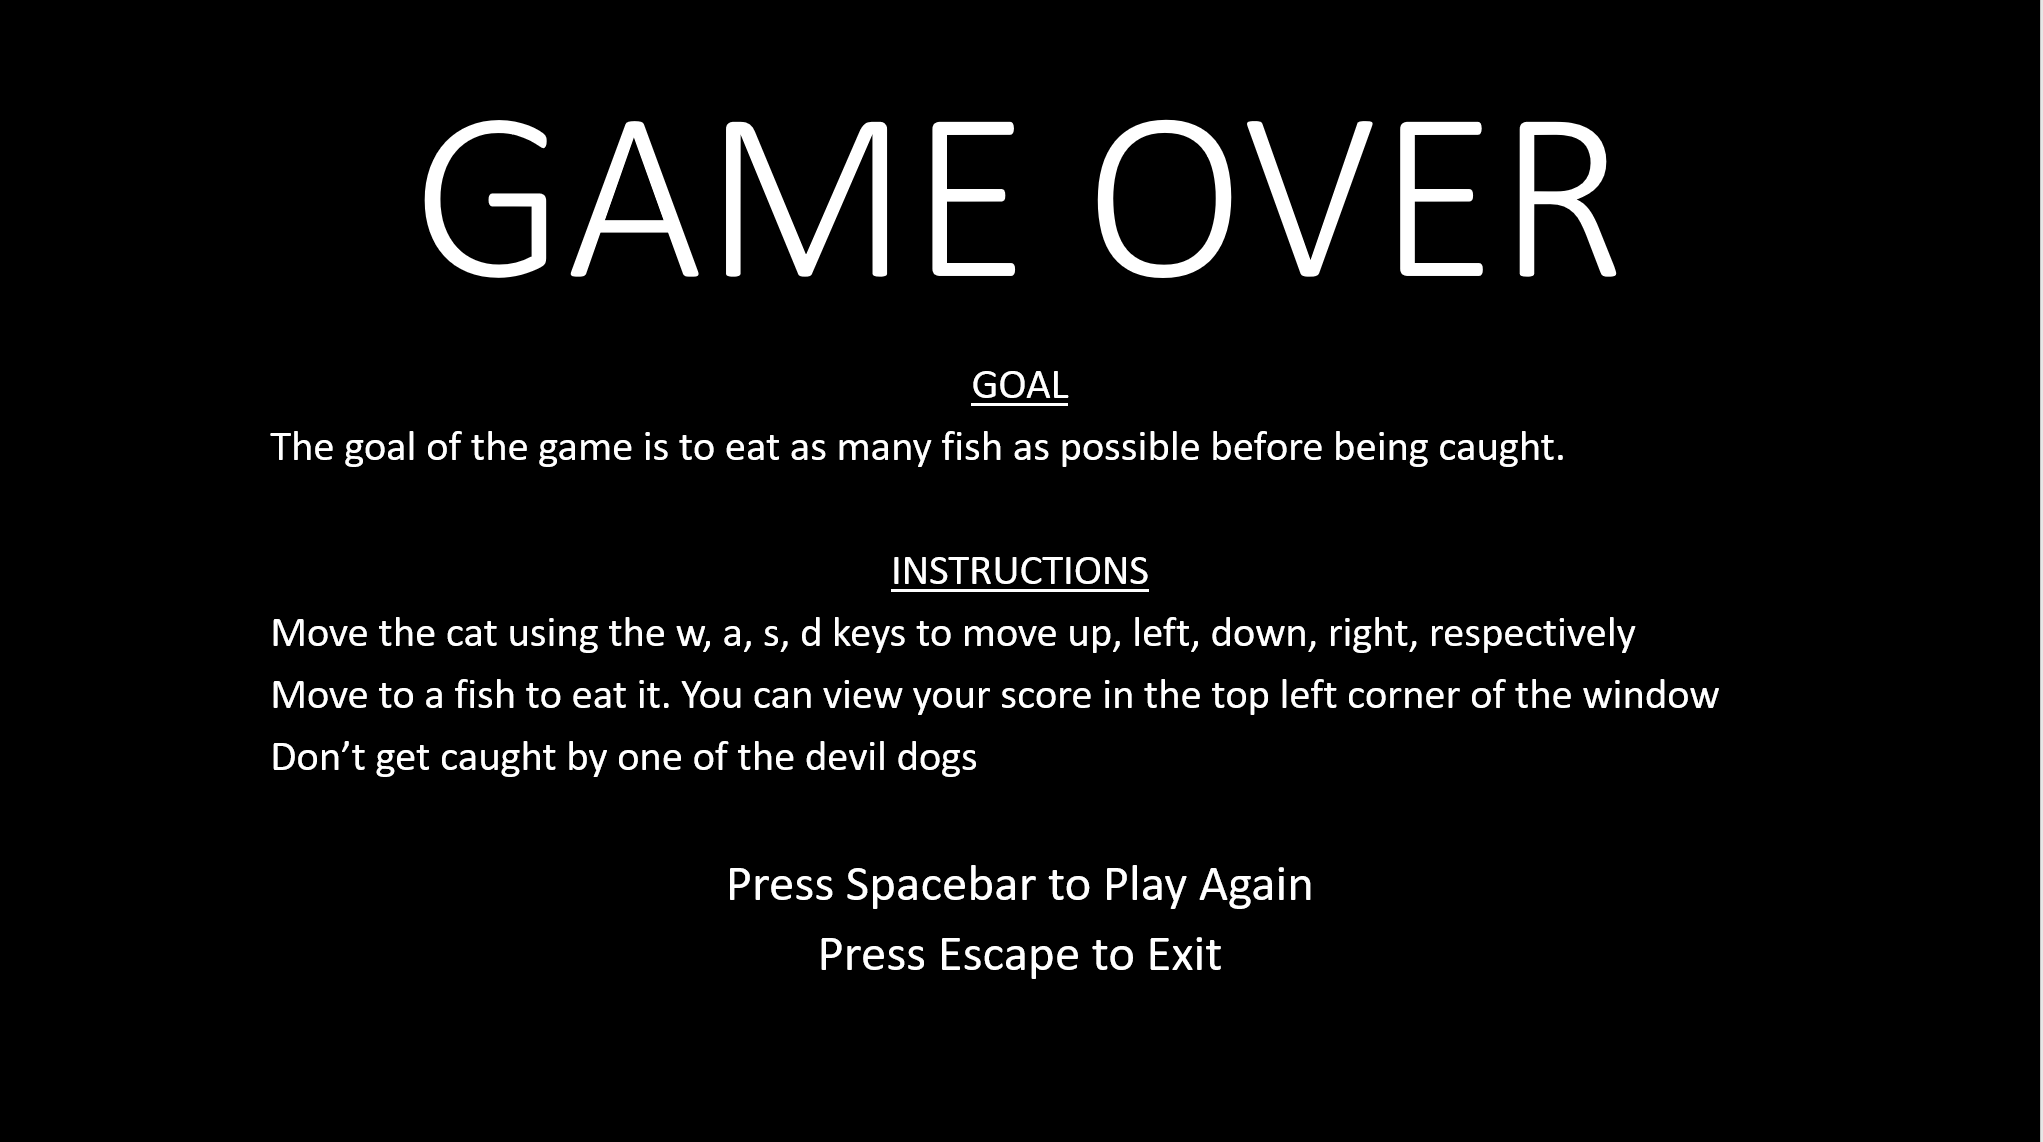 GAME OVER
GOAL
The goal of the game is to eat as many fish as possible before being caught.
INSTRUCTIONS
Move the cat using the w, a, s, d keys to move up, left, down, right, respectively
Move to a fish to eat it. You can view your score in the top left corner of the window
Don’t get caught by one of the devil dogs
Press Spacebar to Play Again
Press Escape to Exit